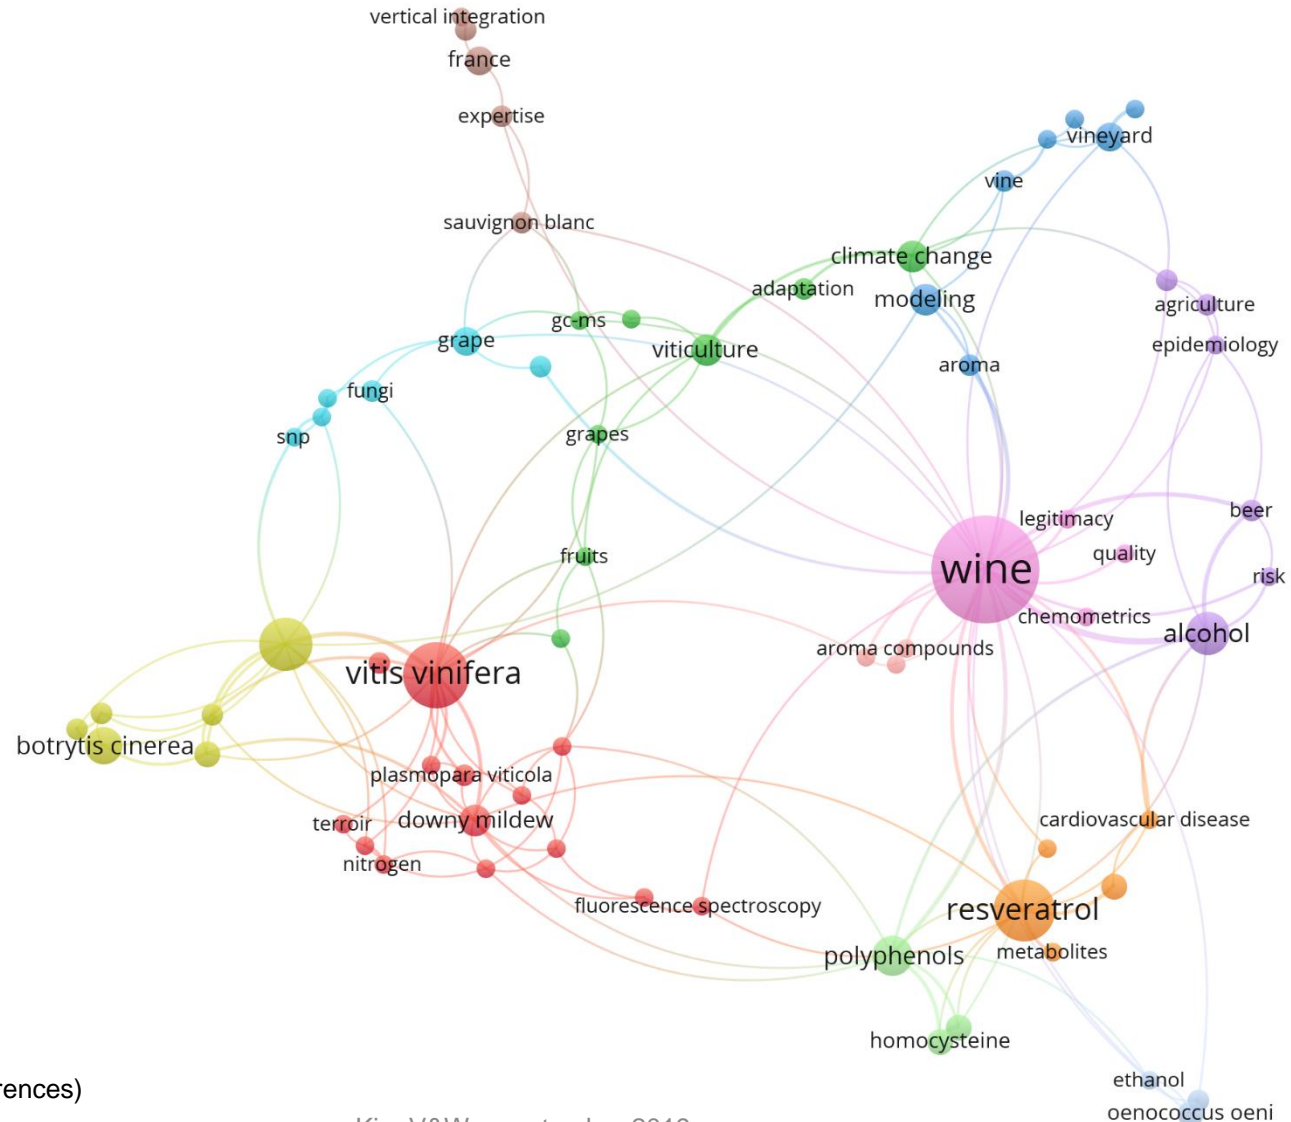 vertical integration
france
expertise
vineyard
vine
sauvignon blanc
climate change
adaptation
modeling
agriculture
gc-ms
grape
viticulture
epidemiology
aroma
fungi
snp
grapes
beer
legitimacy
quality
fruits
wine
risk
chemometrics
alcohol
aroma compounds
vitis vinifera
botrytis cinerea
plasmopara viticola
terroir
downy mildew
cardiovascular disease
nitrogen
fluorescence spectroscopy
resveratrol
polyphenols
metabolites
homocysteine
ethanol
rences)
oenococcus oeni